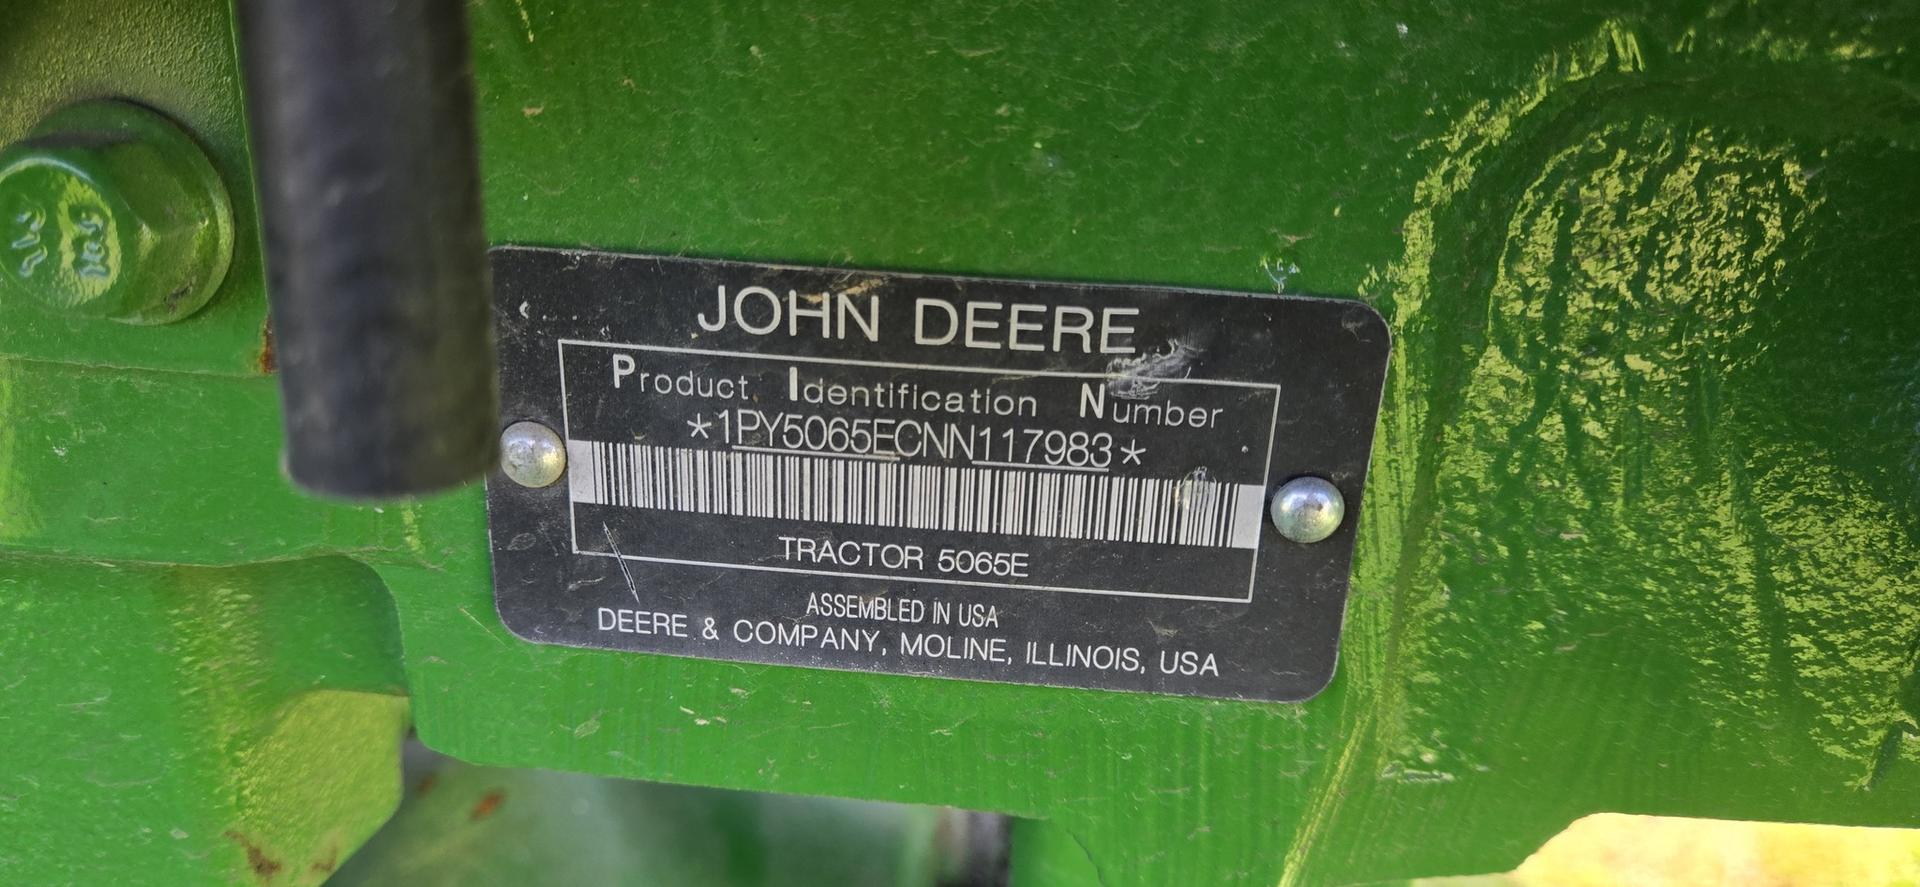 JOHN DEERE
Product Identification Number
*1PY5065ECNN117983*
TRACTOR 5065E
ASSEMBLED IN USA
DEERE & COMPANY, MOLINE, ILLINOIS, USA